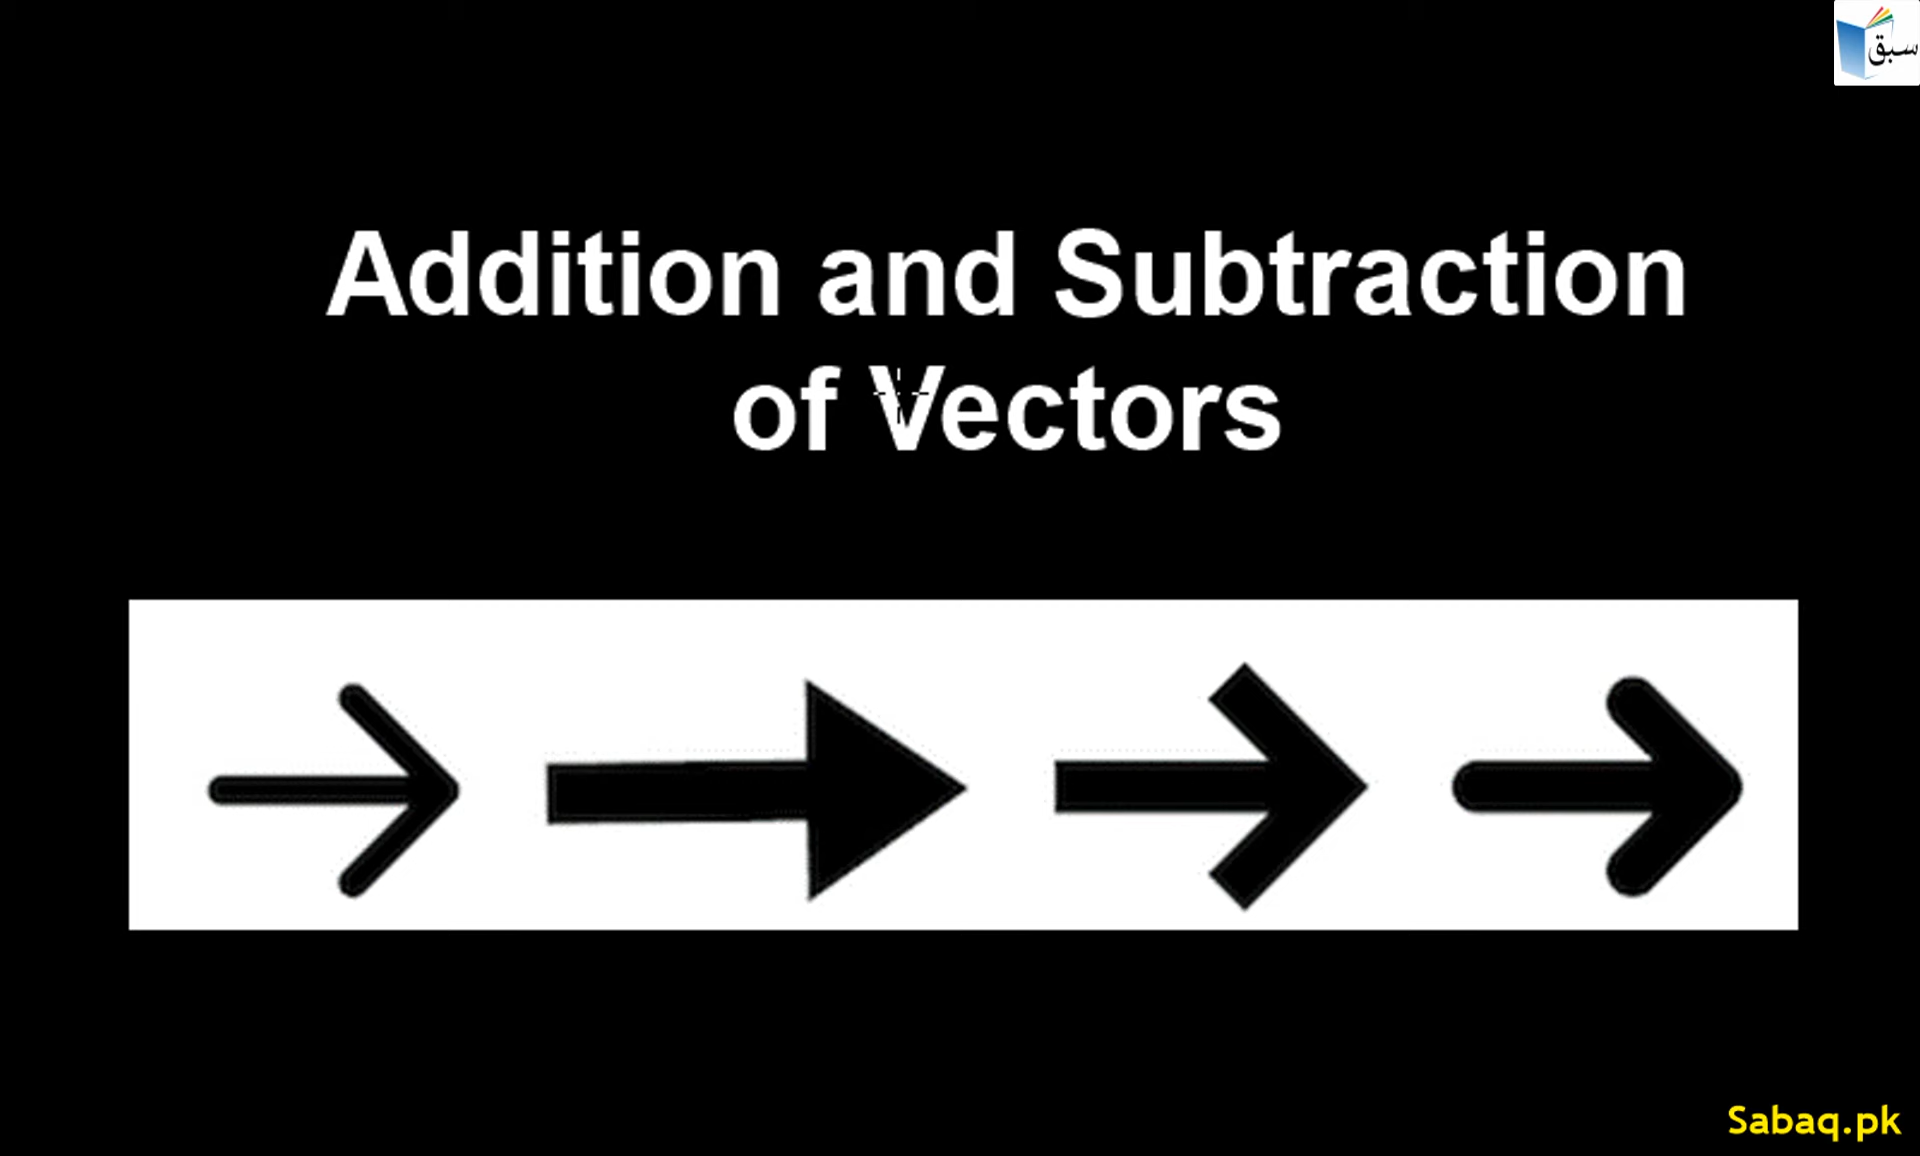 سبق
Addition and Subtraction
of Vectors
Sabaq.pk